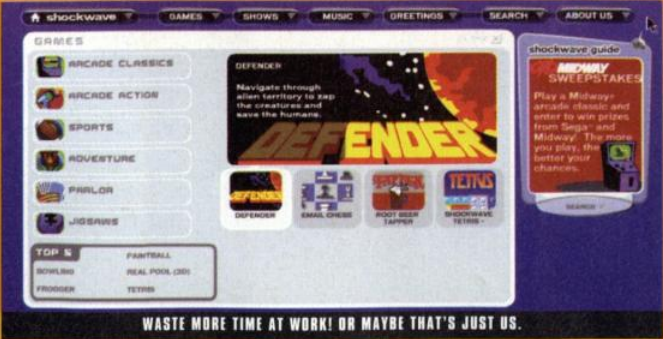 shockwave
GAMES
SHOWS
MUSIC
GREETINGS
SEARCH
ABOUT US
GAMES
ARCADE CLASSICS
ARCADE ACTION
SPORTS
ADVENTURE
PARLOR
JIGSAWS
TOP 5
PAINTBALL
BOWLING
REAL POOL (3D)
FROGGER
TETRIS
DEFENDER
Navigate through
alien territory to zap
the creatures and
save the humans.
DEFENDER
DEFENDER
EMAIL CHESS
ROOT BEER
TAPPER
TETRIS
SHOCKWAVE
TETRIS
shockwave guide
MIDWAY
SWEEPSTAKES
Play a Midway
arcade classic and
enter to win prizes
from Sega™ and
Midway! The more
you play, the
better your
chances.
SEARCH
WASTE MORE TIME AT WORK! OR MAYBE THAT'S JUST US.